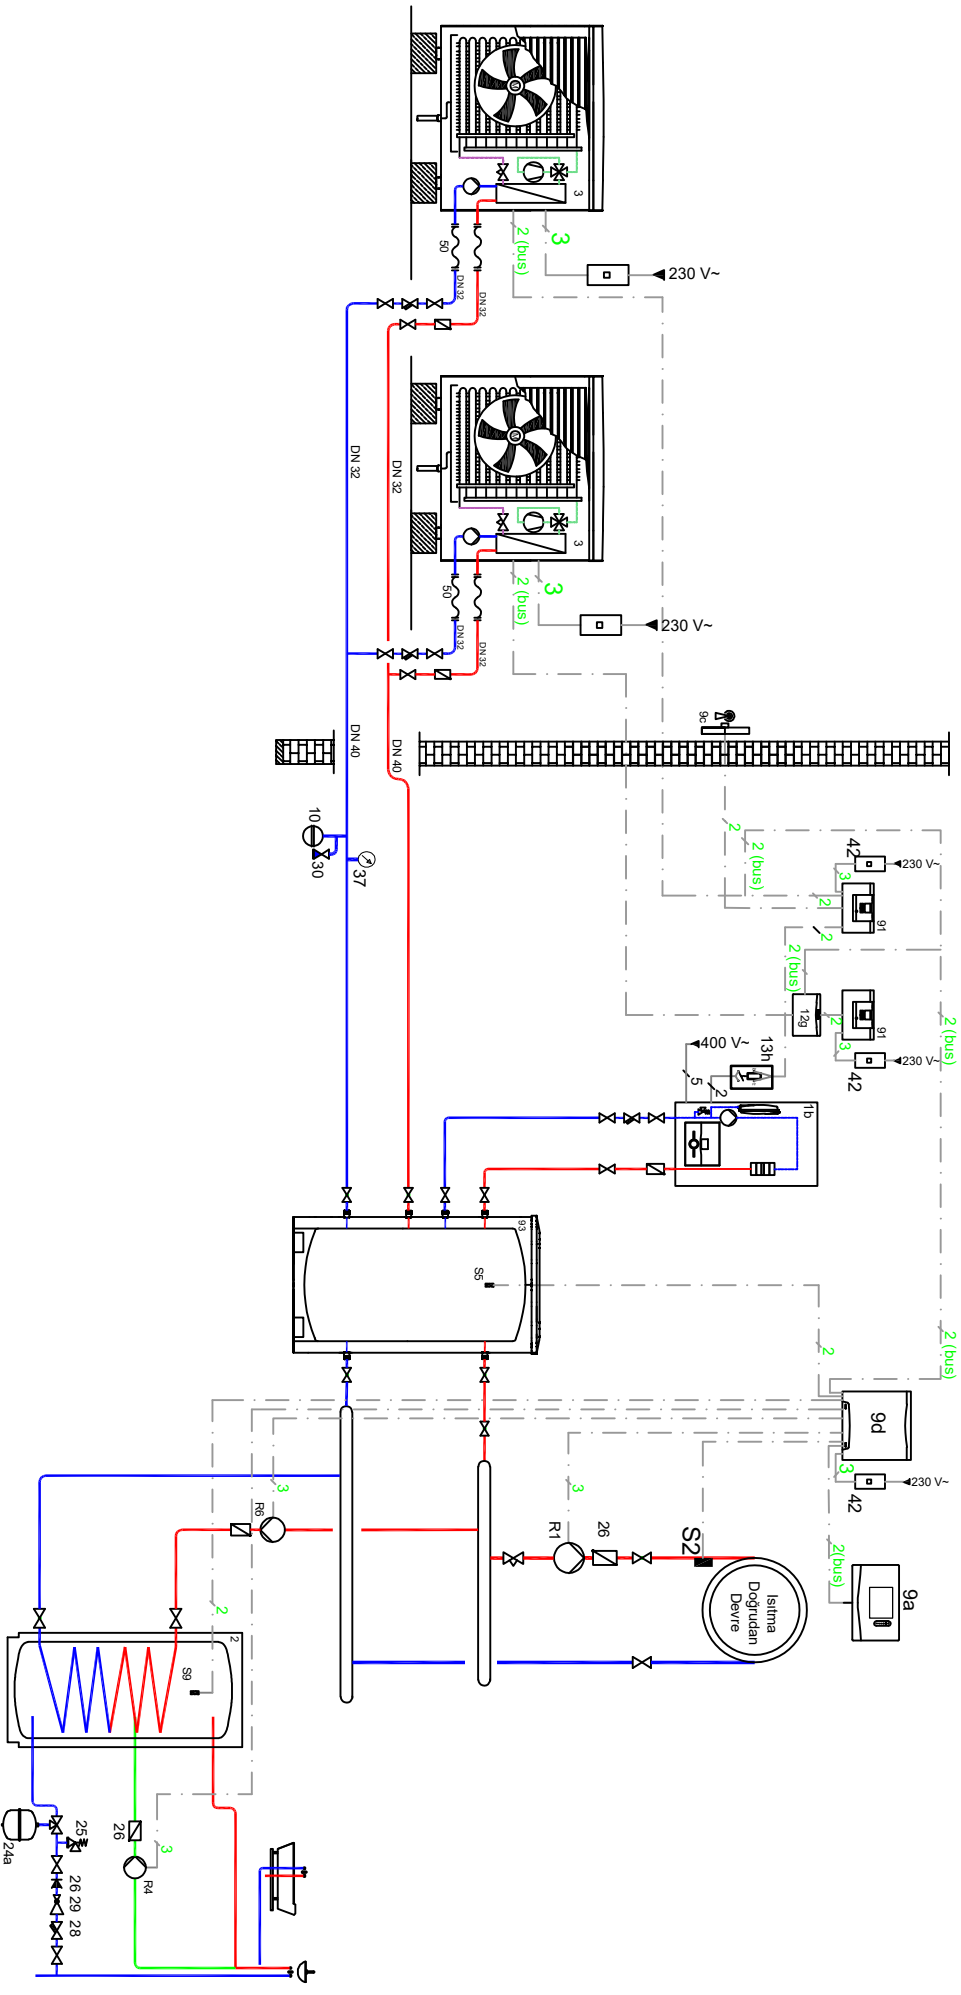 3
3
2 (bus)
230 V~
50
DN 32
DN 32
DN 32
DN 32
3
3
2 (bus)
230 V~
50
DN 32
DN 32
DN 40
DN 40
9c
10
30
37
2
2 (bus)
42
230 V~
3
2
91
2
2 (bus)
12g
2
91
3
42
230 V~
2 (bus)
400 V~
13h
5
2
1b
93
S5
2
2 (bus)
9d
3
42
230 V~
2(bus)
9a
R6
3
R1
3
26
S2
Isıtma
Doğrudan
Devre
2
2
S9
24a
25
26
29
28
26
R4
3